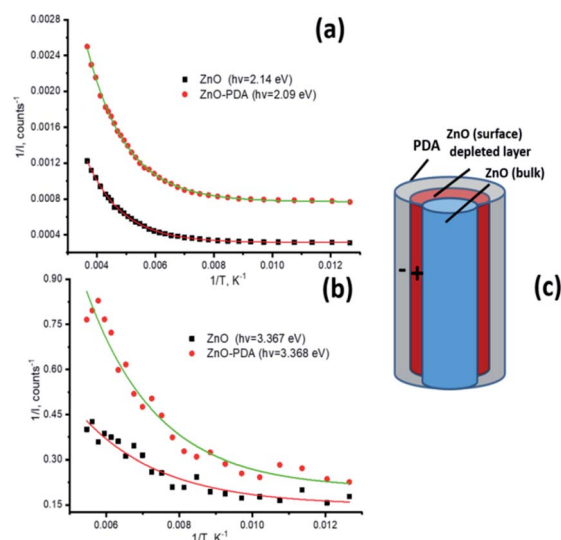 (a)
0.0028
0.0024
0.0020
0.0016
0.0012
0.0008
0.0004
1/I, counts⁻¹
ZnO (hv=2.14 eV)
ZnO-PDA (hv=2.09 eV)
0.004 0.006 0.008 0.010 0.012
1/T, K⁻¹
(b)
0.90
0.75
0.60
0.45
0.30
0.15
1/I, counts⁻¹
ZnO (hv=3.367 eV)
ZnO-PDA (hv=3.368 eV)
0.006 0.008 0.010 0.012
1/T, K⁻¹
PDA
ZnO (surface)
depleted layer
ZnO (bulk)
- +
(c)